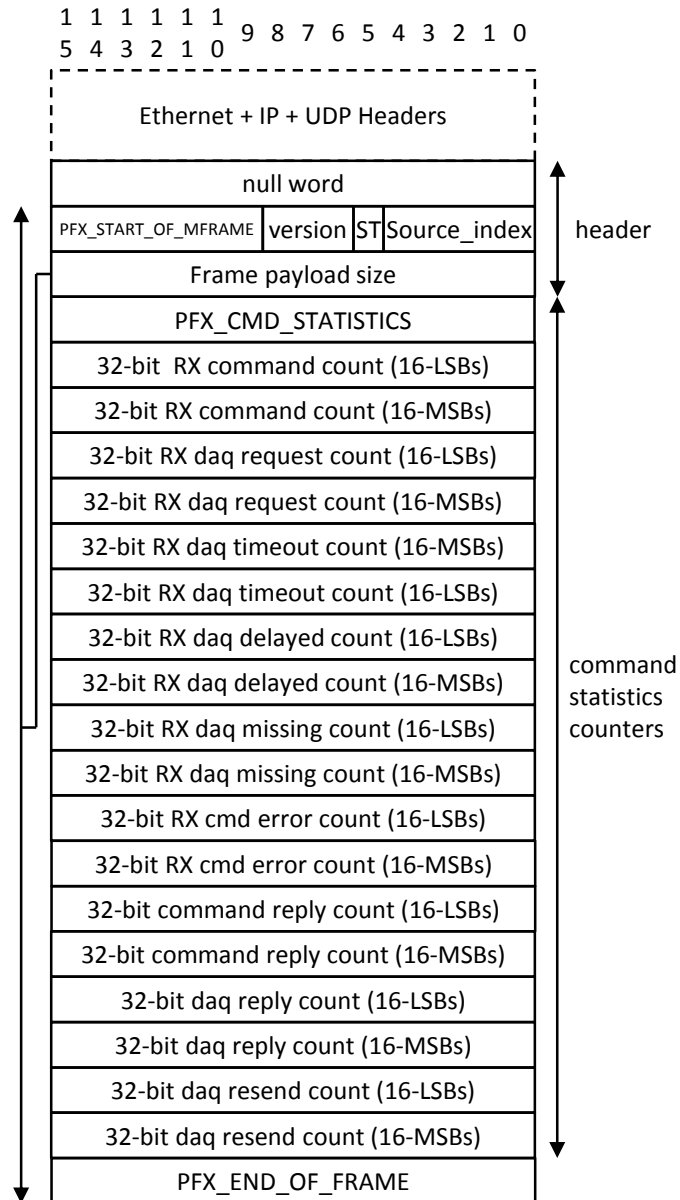 1 1 1 1 1 1 9 8 7 6 5 4 3 2 1 0
5 4 3 2 1 0
Ethernet + IP + UDP Headers
null word
PFX_START_OF_MFRAME version ST Source_index
header
Frame payload size
PFX_CMD_STATISTICS
32-bit RX command count (16-LSBs)
32-bit RX command count (16-MSBs)
32-bit RX daq request count (16-LSBs)
32-bit RX daq request count (16-MSBs)
32-bit RX daq timeout count (16-MSBs)
32-bit RX daq timeout count (16-LSBs)
32-bit RX daq delayed count (16-LSBs)
32-bit RX daq delayed count (16-MSBs)
command
statistics
counters
32-bit RX daq missing count (16-LSBs)
32-bit RX daq missing count (16-MSBs)
32-bit RX cmd error count (16-LSBs)
32-bit RX cmd error count (16-MSBs)
32-bit command reply count (16-LSBs)
32-bit command reply count (16-MSBs)
32-bit daq reply count (16-LSBs)
32-bit daq reply count (16-MSBs)
32-bit daq resend count (16-LSBs)
32-bit daq resend count (16-MSBs)
PFX_END_OF_FRAME